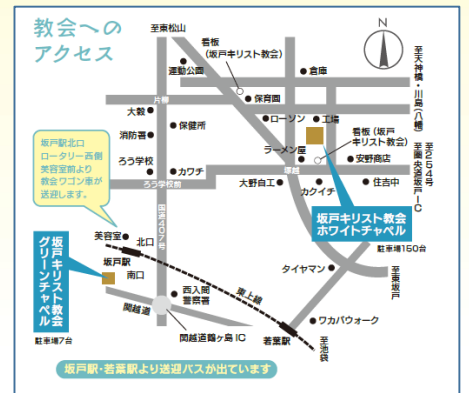 教会への
アクセス
至東松山
N
看板
(坂戸キリスト教会)
運動公園
倉庫
至天神橋・川島(八幡)
片柳
保育園
大穀
ローソン
工場
保健所
看板(坂戸
キリスト教会)
消防署
ラーメン屋
至254号
至圏央道坂戸IC
坂戸駅北口
ロータリー西側
美容室前より
教会ワゴン車が
送迎します。
ろう学校
カワチ
塚越
安野商店
ろう学校前
大野自工
カクイチ
住吉中
国道407号
坂戸キリスト教会
ホワイトチャペル
駐車場150台
美容室
北口
坂戸駅
南口
坂戸キリスト教会
グリーンチャペル
駐車場7台
タイヤマン
至東坂戸
西入間
警察署
東上線
関越道
関越道鶴ヶ島IC
ワカバウォーク
若葉駅
至池袋
坂戸駅・若葉駅より送迎バスが出ています